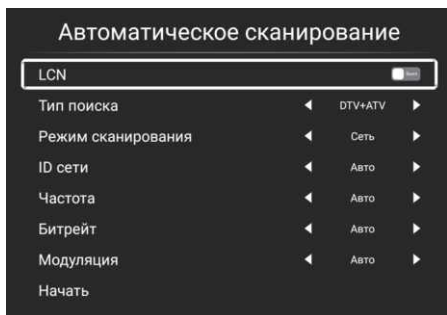 Автоматическое сканирование
LCN
Тип поиска DTV+ATV
Режим сканирования Сеть
ID сети Авто
Частота Авто
Битрейт Авто
Модуляция Авто
Начать